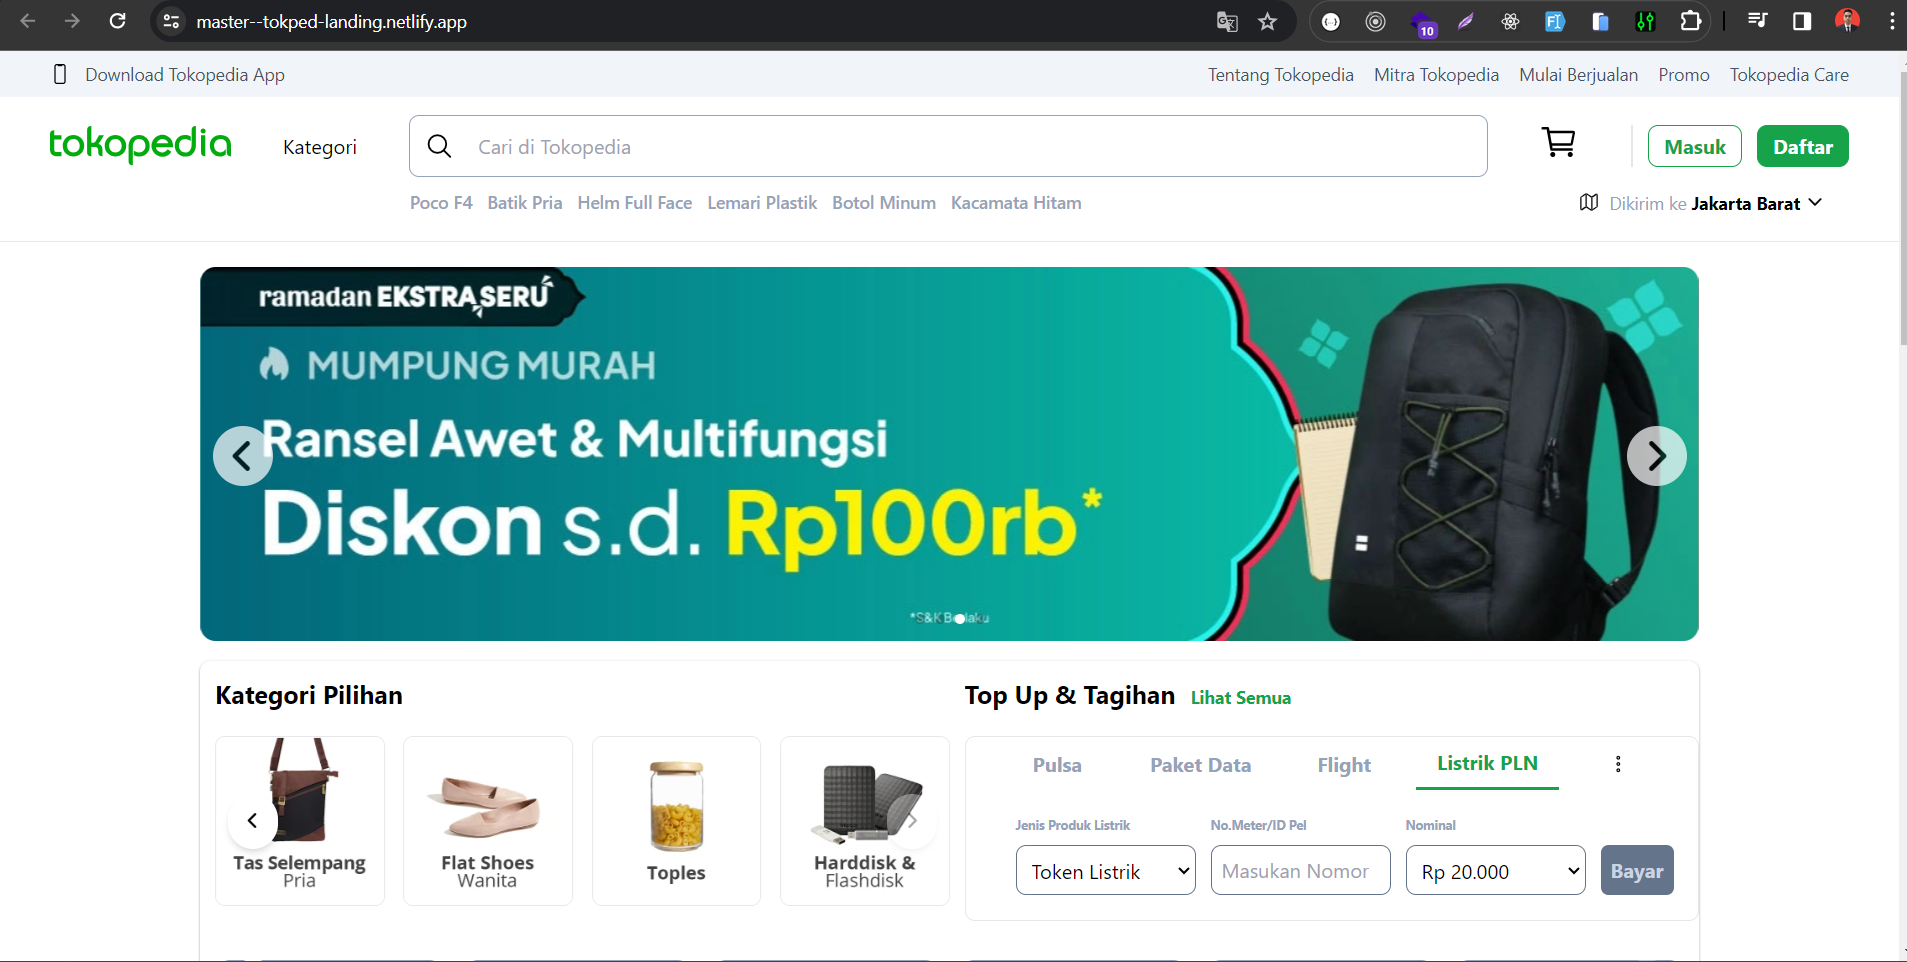 master--tokped-landing.netlify.app
10
Download Tokopedia App
Tentang Tokopedia Mitra Tokopedia Mulai Berjualan Promo Tokopedia Care
tokopedia
Kategori
Cari di Tokopedia
Masuk
Daftar
Poco F4 Batik Pria Helm Full Face Lemari Plastik Botol Minum Kacamata Hitam
Dikirim ke Jakarta Barat
ramadan EKSTRA SERU
MUMPUNG MURAH
Ransel Awet & Multifungsi
Diskon s.d. Rp100rb*
*S&K Berlaku
Kategori Pilihan
Tas Selempang
Pria
Flat Shoes
Wanita
Toples
Harddisk &
Flashdisk
Top Up & Tagihan Lihat Semua
Pulsa Paket Data Flight Listrik PLN
Jenis Produk Listrik No.Meter/ID Pel Nominal
Token Listrik Masukan Nomor Rp 20.000 Bayar